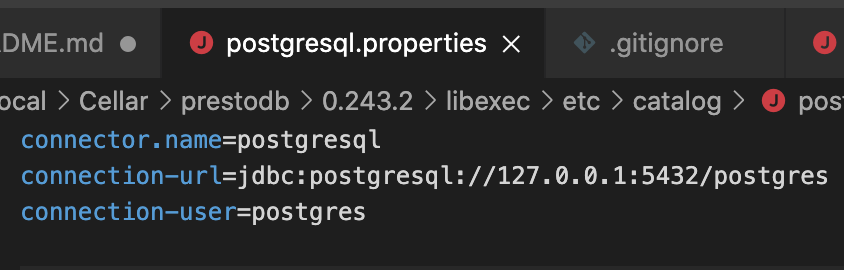 DME.md postgresql.properties .gitignore
ocal > Cellar > prestodb > 0.243.2 > libexec > etc > catalog > pos
connector.name=postgresql
connection-url=jdbc:postgresql://127.0.0.1:5432/postgres
connection-user=postgres